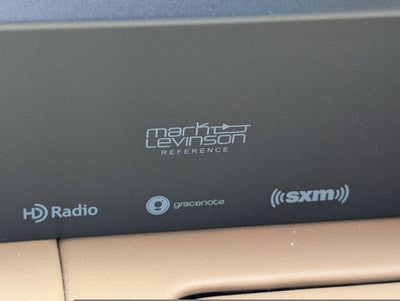 mark
Levinson
REFERENCE
HD Radio
gracenote
((sxm))